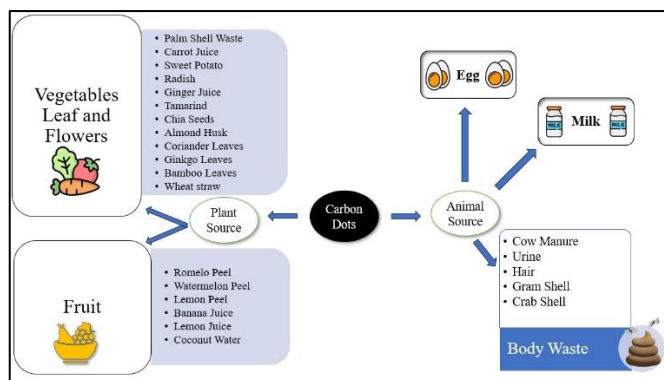 Vegetables
Leaf and
Flowers
Palm Shell Waste
Carrot Juice
Sweet Potato
Radish
Ginger Juice
Tamarind
Chia Seeds
Almond Husk
Coriander Leaves
Ginkgo Leaves
Bamboo Leaves
Wheat straw
Plant
Source
Fruit
Romelo Peel
Watermelon Peel
Lemon Peel
Banana Juice
Lemon Juice
Coconut Water
Carbon
Dots
Animal
Source
Egg
MILK
Milk
MILK
Cow Manure
Urine
Hair
Gram Shell
Crab Shell
Body Waste